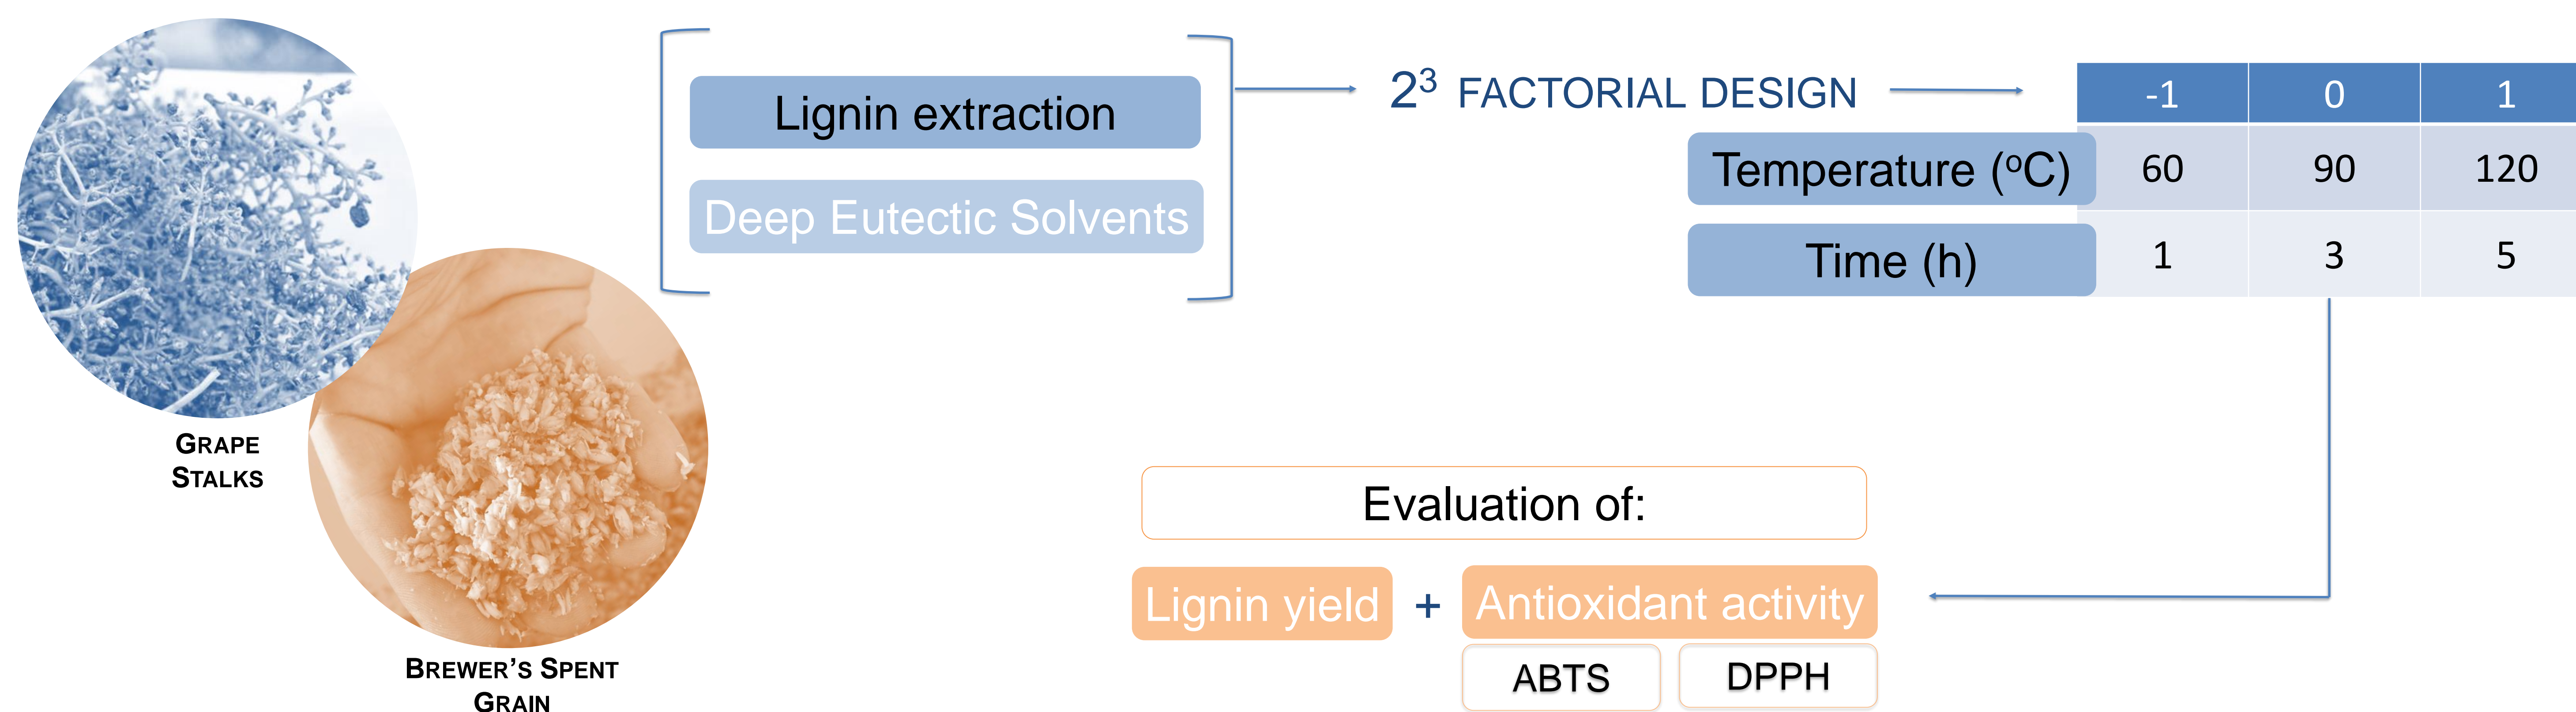 Lignin extraction
Deep Eutectic Solvents
2³ FACTORIAL DESIGN
-1 0 1
Temperature (ºC) 60 90 120
Time (h) 1 3 5
GRAPE
STALKS
BREWER’S SPENT
GRAIN
Evaluation of:
Lignin yield + Antioxidant activity
ABTS DPPH